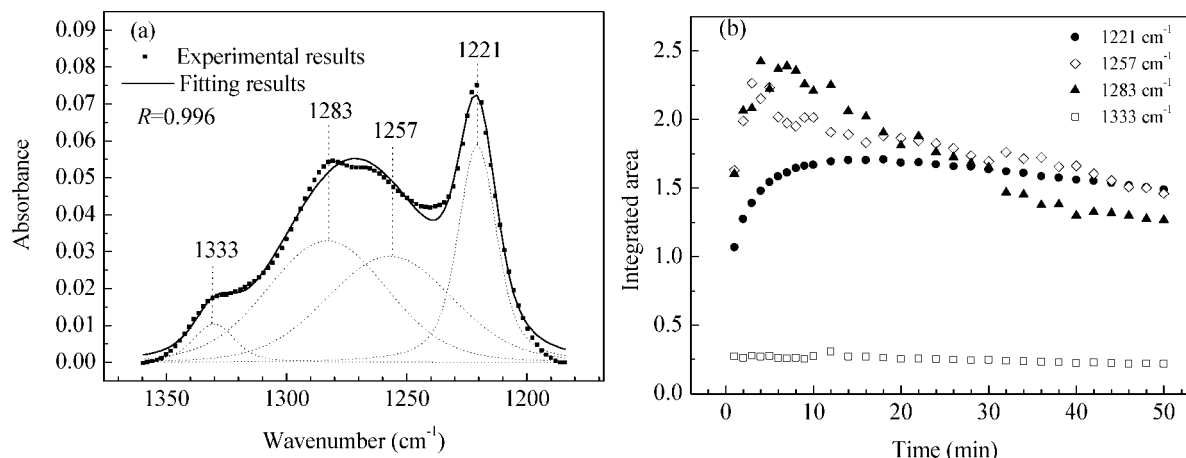 (a)
Experimental results
Fitting results
R=0.996
1333
1283
1257
1221
0.09
0.08
0.07
0.06
0.05
0.04
0.03
0.02
0.01
0.00
Absorbance
1350 1300 1250 1200
Wavenumber (cm⁻¹)
(b)
1221 cm⁻¹
1257 cm⁻¹
1283 cm⁻¹
1333 cm⁻¹
2.5
2.0
1.5
1.0
0.5
0.0
Integrated area
0 10 20 30 40 50
Time (min)